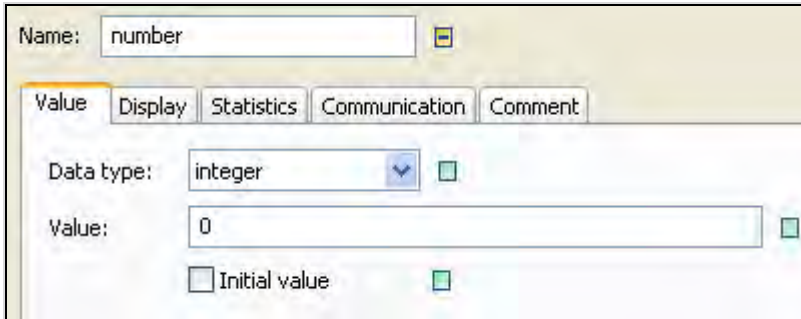 Name: number
Value Display Statistics Communication Comment
Data type: integer
Value: 0
Initial value